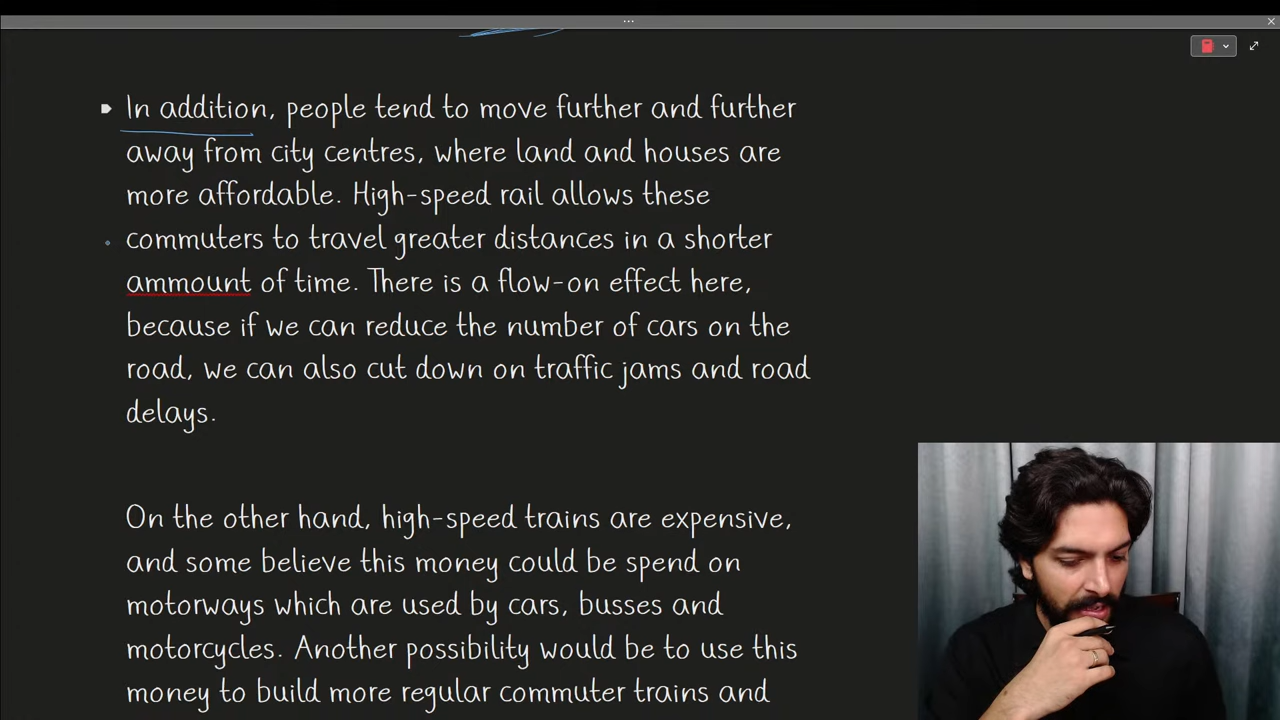 In addition, people tend to move further and further
away from city centres, where land and houses are
more affordable. High-speed rail allows these
commuters to travel greater distances in a shorter
ammount of time. There is a flow-on effect here,
because if we can reduce the number of cars on the
road, we can also cut down on traffic jams and road
delays.
On the other hand, high-speed trains are expensive,
and some believe this money could be spend on
motorways which are used by cars, busses and
motorcycles. Another possibility would be to use this
money to build more regular commuter trains and